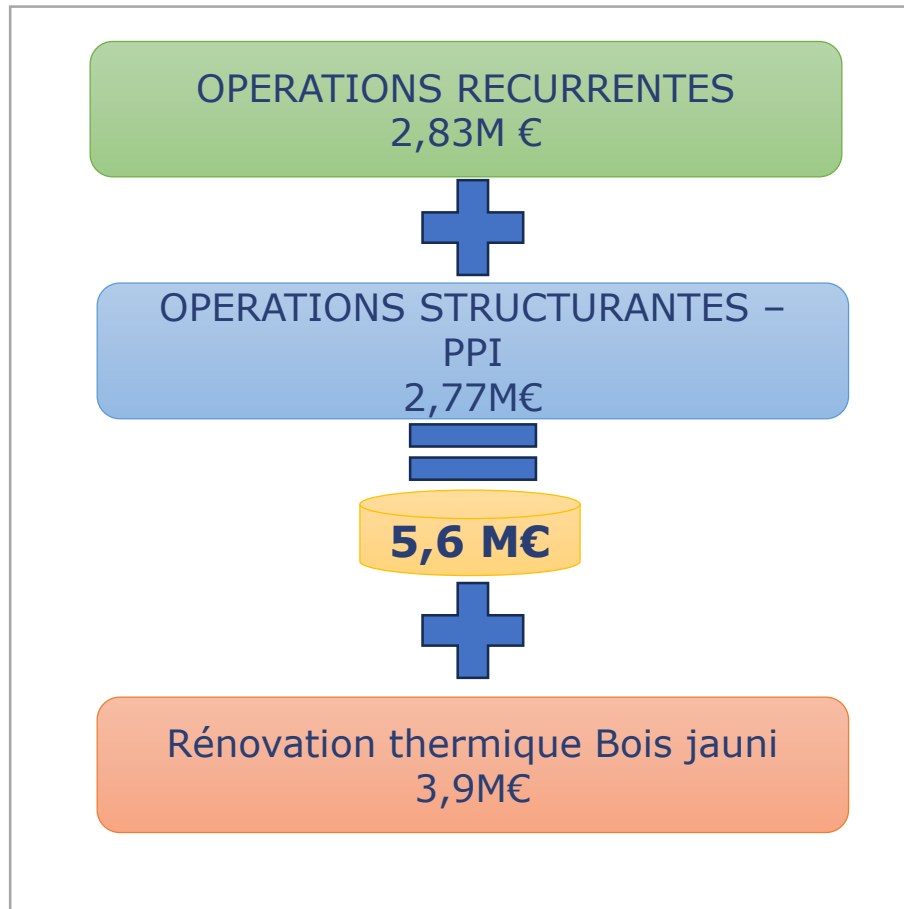 OPERATIONS RECURRENTES
2,83M €
OPERATIONS STRUCTURANTES –
PPI
2,77M€
5,6 M€
Rénovation thermique Bois jauni
3,9M€